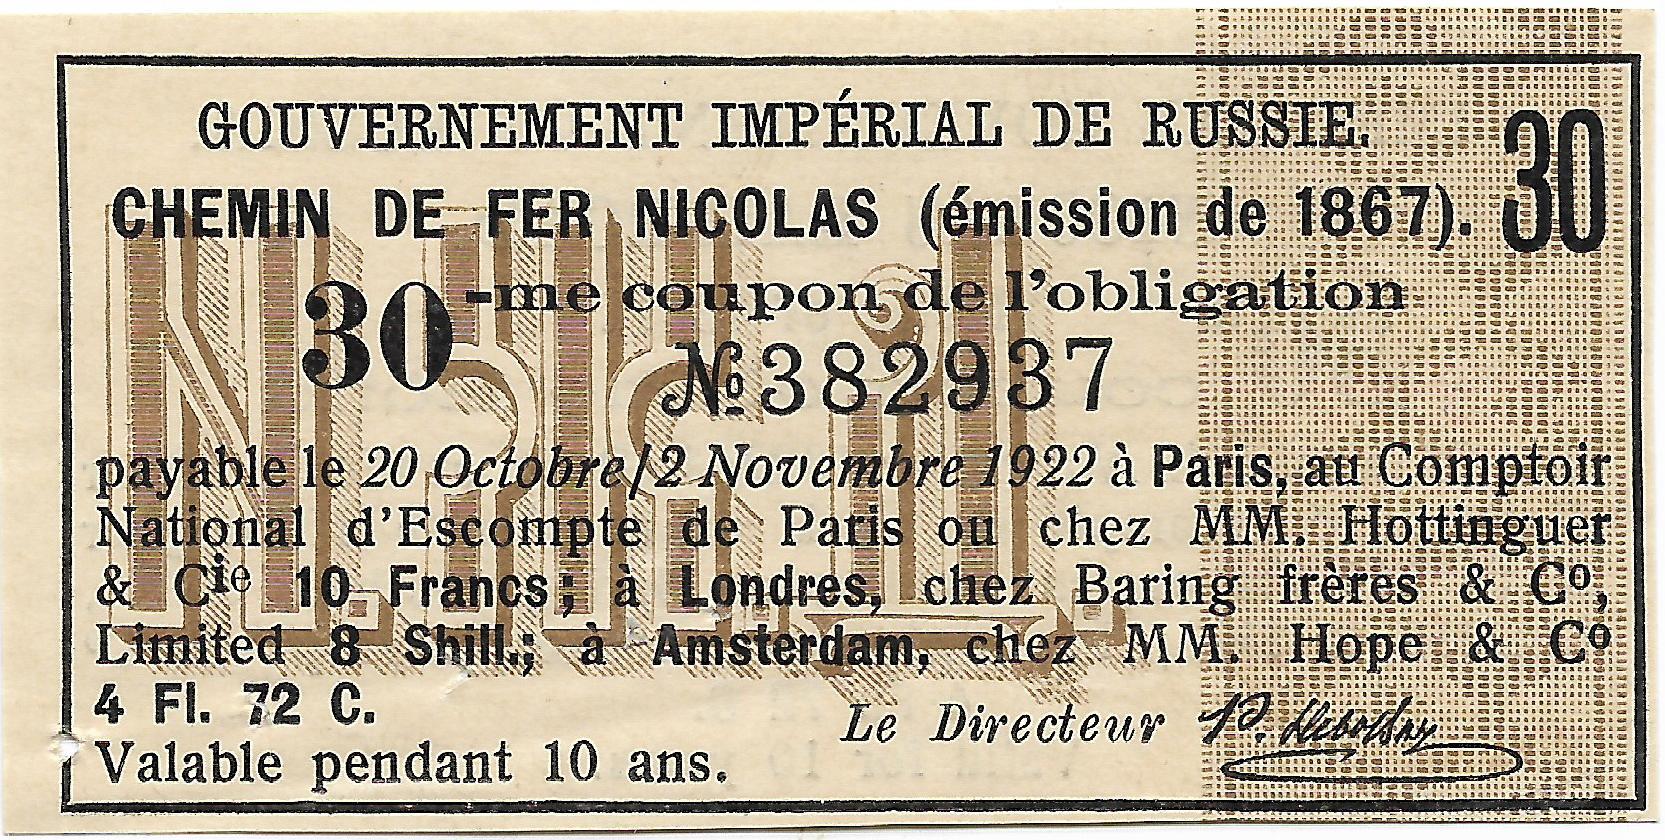 GOUVERNEMENT IMPÉRIAL DE RUSSIE.
30
CHEMIN DE FER NICOLAS (émission de 1867).
30-me coupon de l'obligation
№ 382937
payable le 20 Octobre/2 Novembre 1922 à Paris, au Comptoir
National d'Escompte de Paris ou chez MM. Hottinguer
& Cie 10 Francs; à Londres, chez Baring frères & Co,
Limited 8 Shill.; à Amsterdam, chez MM. Hope & Co
4 Fl. 72 C.
Le Directeur
Valable pendant 10 ans.